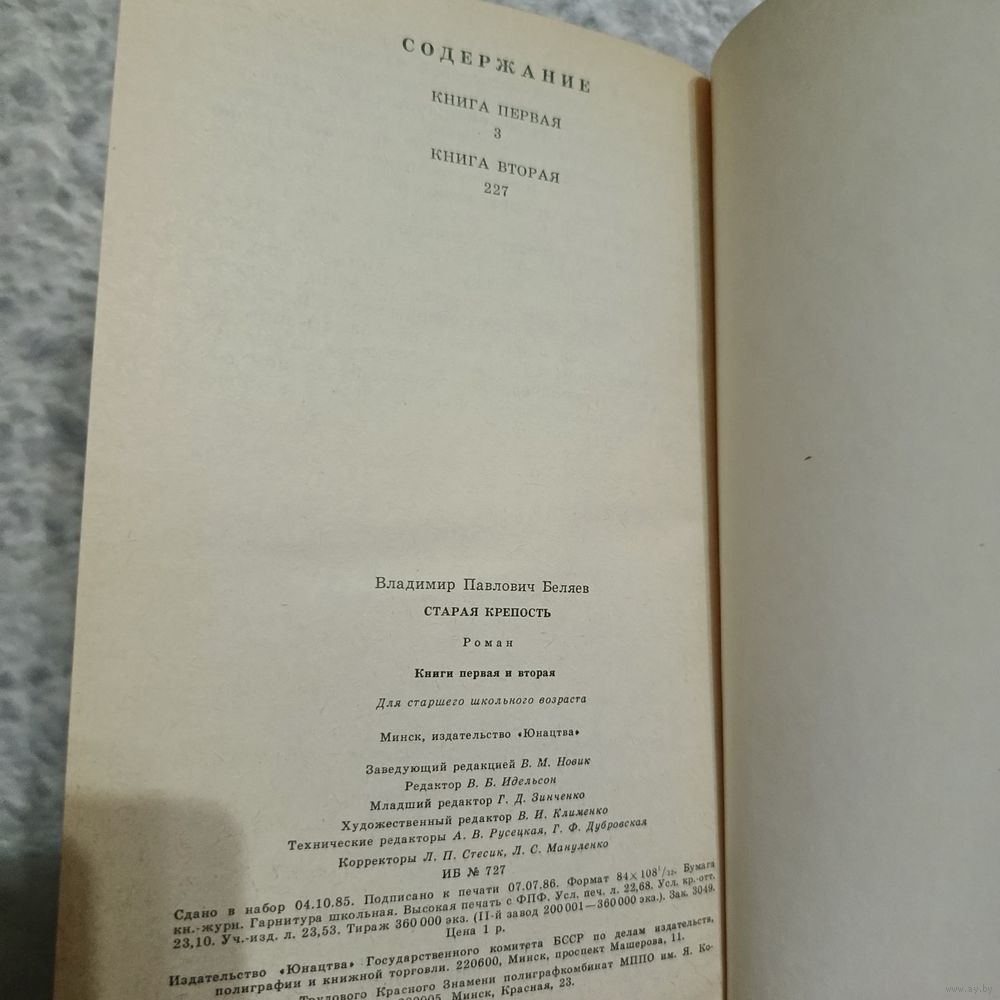 СОДЕРЖАНИЕ
КНИГА ПЕРВАЯ
3
КНИГА ВТОРАЯ
227
Владимир Павлович Беляев
СТАРАЯ КРЕПОСТЬ
Роман
Книги первая и вторая
Для старшего школьного возраста
Минск, издательство «Юнацтва»
Заведующий редакцией В. М. Новик
Редактор В. Б. Идельсон
Младший редактор Г. Д. Зинченко
Художественный редактор В. И. Клименко
Технические редакторы А. В. Русецкая, Г. Ф. Дубровская
Корректоры Л. П. Стесик, Л. С. Мануленко
ИБ № 727
Сдано в набор 04.10.85. Подписано к печати 07.07.86. Формат 84×108¹/₃₂. Бумага
кн.-журн. Гарнитура школьная. Высокая печать с ФПФ. Усл. печ. л. 22,68. Усл. кр.-отт.
23,10. Уч.-изд. л. 23,53. Тираж 360 000 экз. (II-й завод 200 001—360 000 экз.). Зак. 3049.
Цена 1 р.
Издательство «Юнацтва» Государственного комитета БССР по делам издательств,
полиграфии и книжной торговли. 220600, Минск, проспект Машерова, 11.
Трудового Красного Знамени полиграфкомбинат МППО им. Я. Ко-
220005, Минск, Красная, 23.
www.ay.by